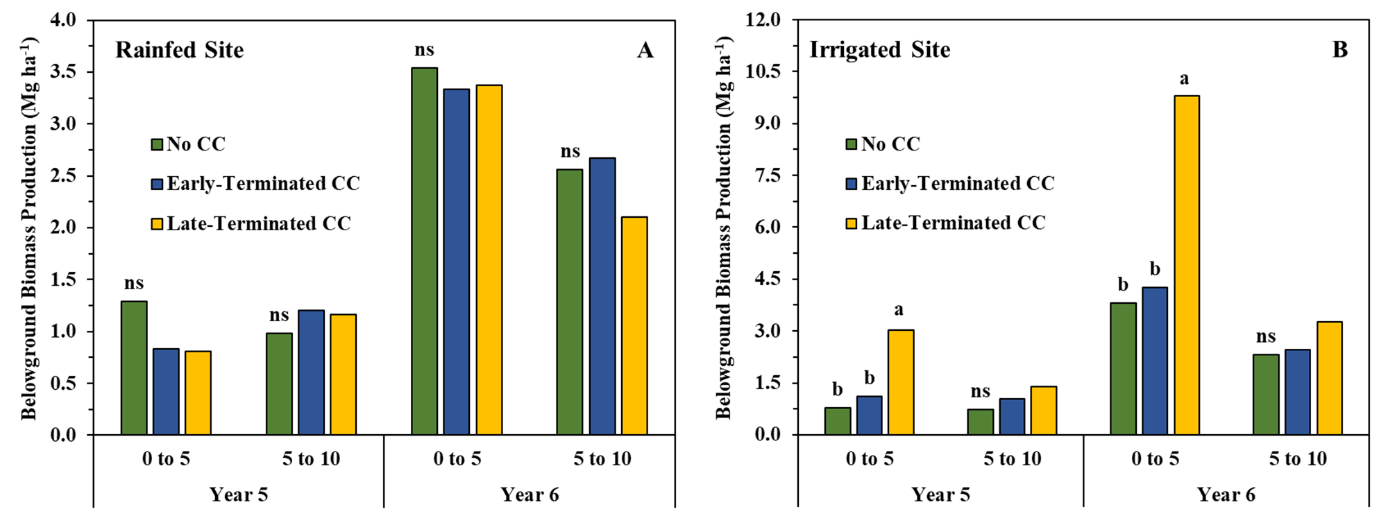 Belowground Biomass Production (Mg ha⁻¹)
4.0
3.5
3.0
2.5
2.0
1.5
1.0
0.5
0.0
Rainfed Site
A
No CC
Early-Terminated CC
Late-Terminated CC
ns
ns
ns
ns
0 to 5
5 to 10
0 to 5
5 to 10
Year 5
Year 6
Belowground Biomass Production (Mg ha⁻¹)
12.0
10.5
9.0
7.5
6.0
4.5
3.0
1.5
0.0
Irrigated Site
B
No CC
Early-Terminated CC
Late-Terminated CC
b
b
a
ns
b
b
a
ns
0 to 5
5 to 10
0 to 5
5 to 10
Year 5
Year 6